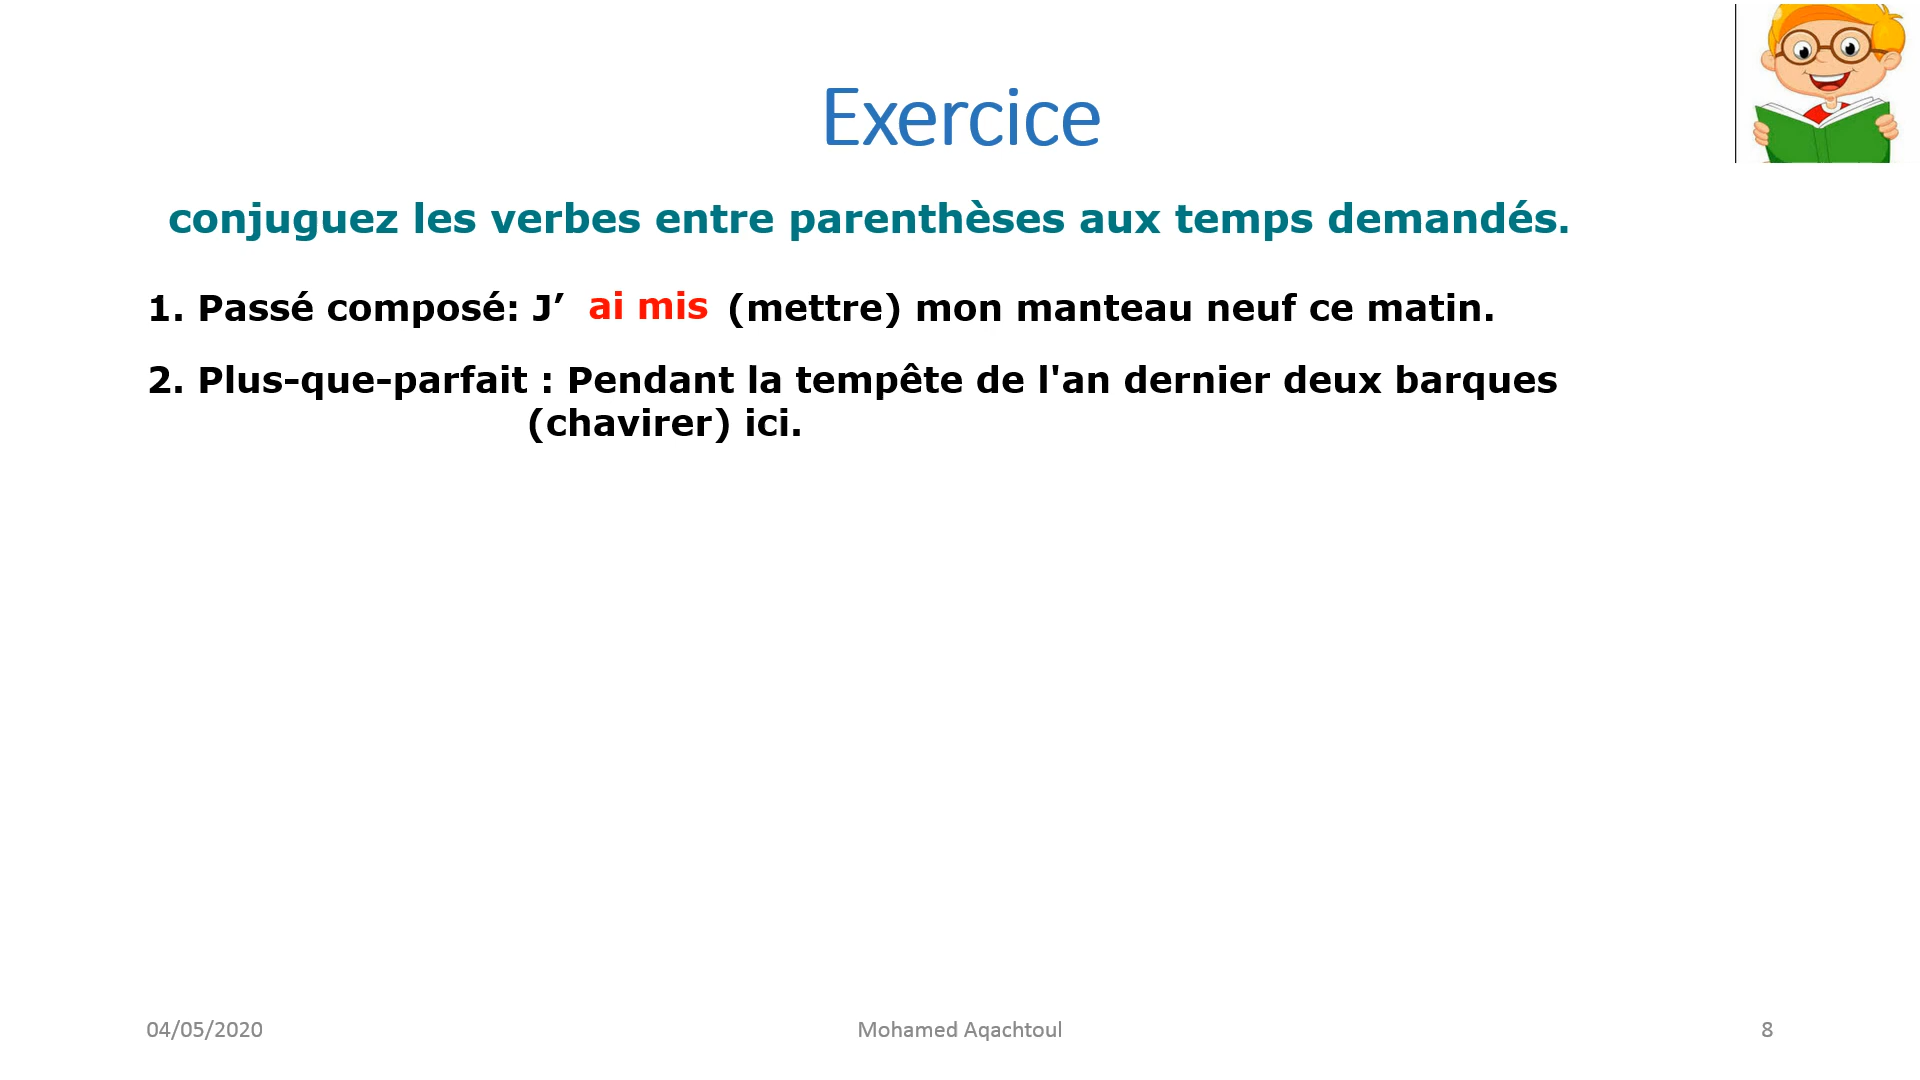 Exercice
conjuguez les verbes entre parenthèses aux temps demandés.
1. Passé composé: J’ ai mis (mettre) mon manteau neuf ce matin.
2. Plus-que-parfait : Pendant la tempête de l'an dernier deux barques
(chavirer) ici.
04/05/2020
Mohamed Aqachtoul
8